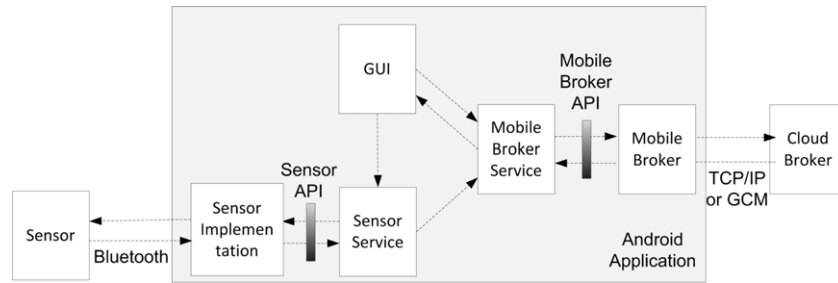 GUI
Mobile
Broker
API
Mobile
Broker
Service
Mobile
Broker
Cloud
Broker
TCP/IP
or GCM
Sensor
API
Sensor
Bluetooth
Sensor
Implemen
tation
Sensor
Service
Android
Application